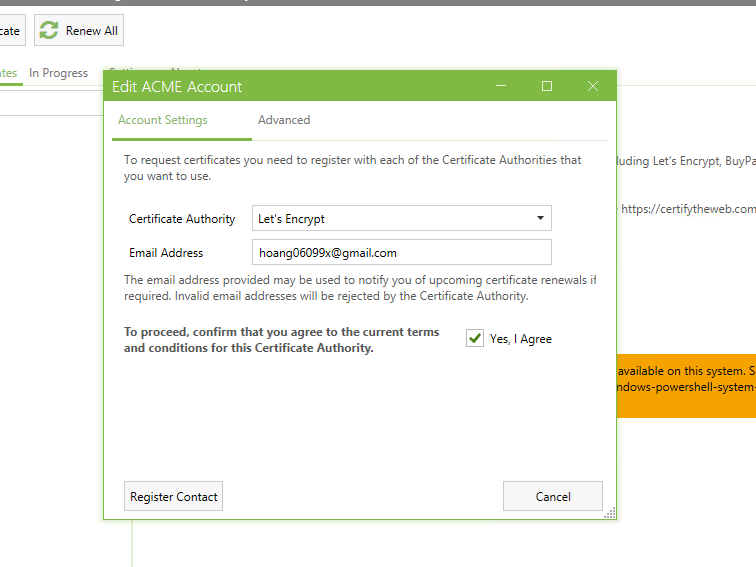 cate
Renew All
tes In Progress
Edit ACME Account
Account Settings Advanced
To request certificates you need to register with each of the Certificate Authorities that
you want to use.
luding Let's Encrypt, BuyPa
https://certifytheweb.com
Certificate Authority Let's Encrypt
Email Address hoang06099x@gmail.com
The email address provided may be used to notify you of upcoming certificate renewals if
required. Invalid email addresses will be rejected by the Certificate Authority.
To proceed, confirm that you agree to the current terms
and conditions for this Certificate Authority.
Yes, I Agree
available on this system. S
ndows-powershell-system-
Register Contact Cancel